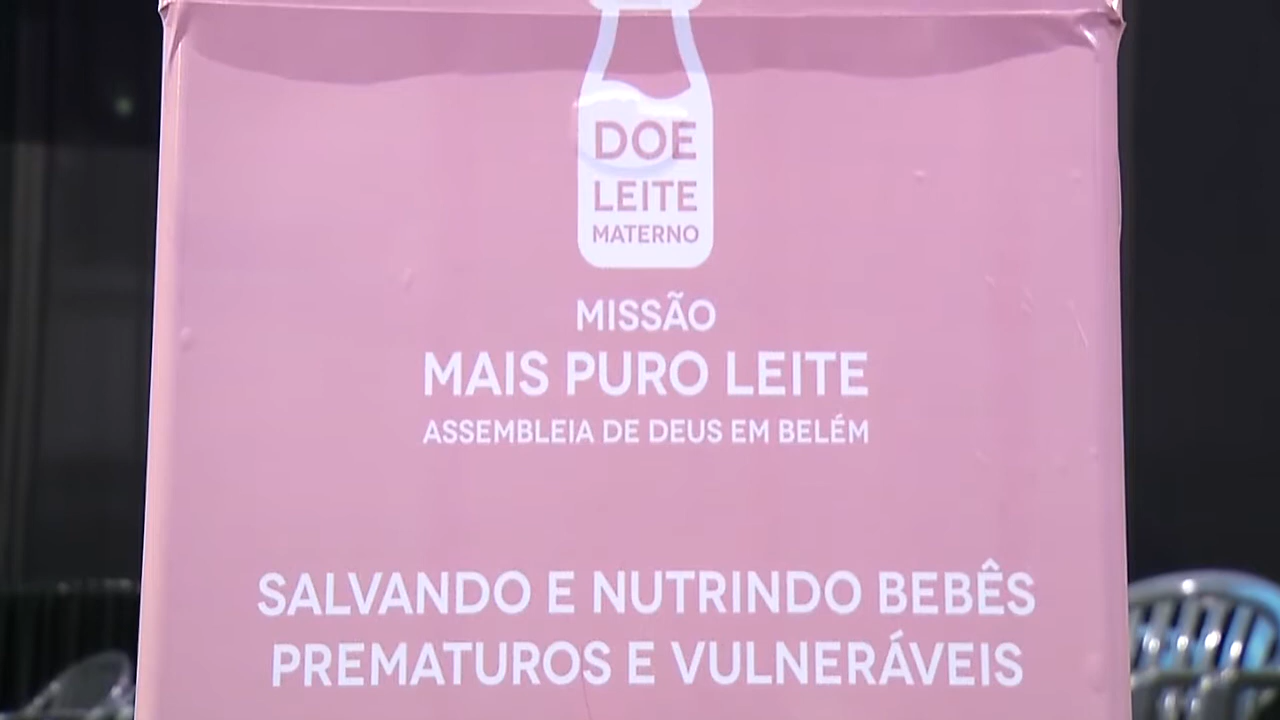 DOE
LEITE
MATERNO
MISSÃO
MAIS PURO LEITE
ASSEMBLEIA DE DEUS EM BELÉM
SALVANDO E NUTRINDO BEBÊS
PREMATUROS E VULNERÁVEIS